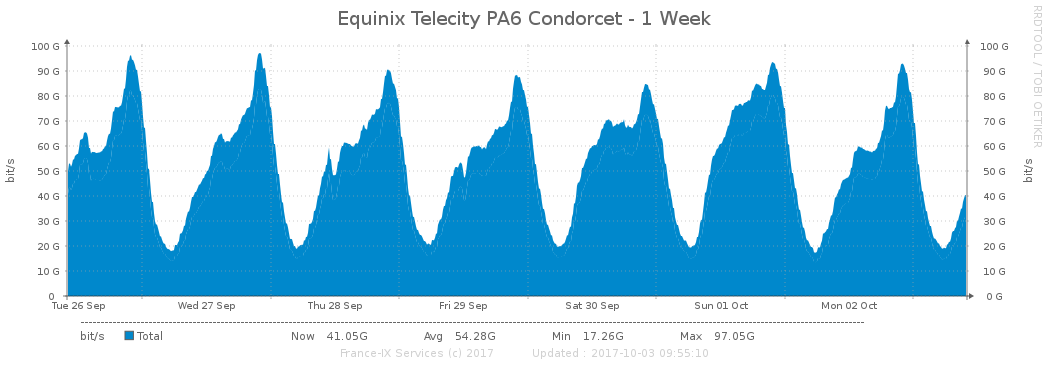 Equinix Telecity PA6 Condorcet - 1 Week
RRDTOOL / TOBI OETIKER
100 G 100 G
90 G 90 G
80 G 80 G
70 G 70 G
60 G 60 G
50 G 50 G
40 G 40 G
30 G 30 G
20 G 20 G
10 G 10 G
0 0 G
bit/s bit/s
Tue 26 Sep Wed 27 Sep Thu 28 Sep Fri 29 Sep Sat 30 Sep Sun 01 Oct Mon 02 Oct
bit/s Total Now 41.05G Avg 54.28G Min 17.26G Max 97.05G
France-IX Services (c) 2017 Updated : 2017-10-03 09:55:10